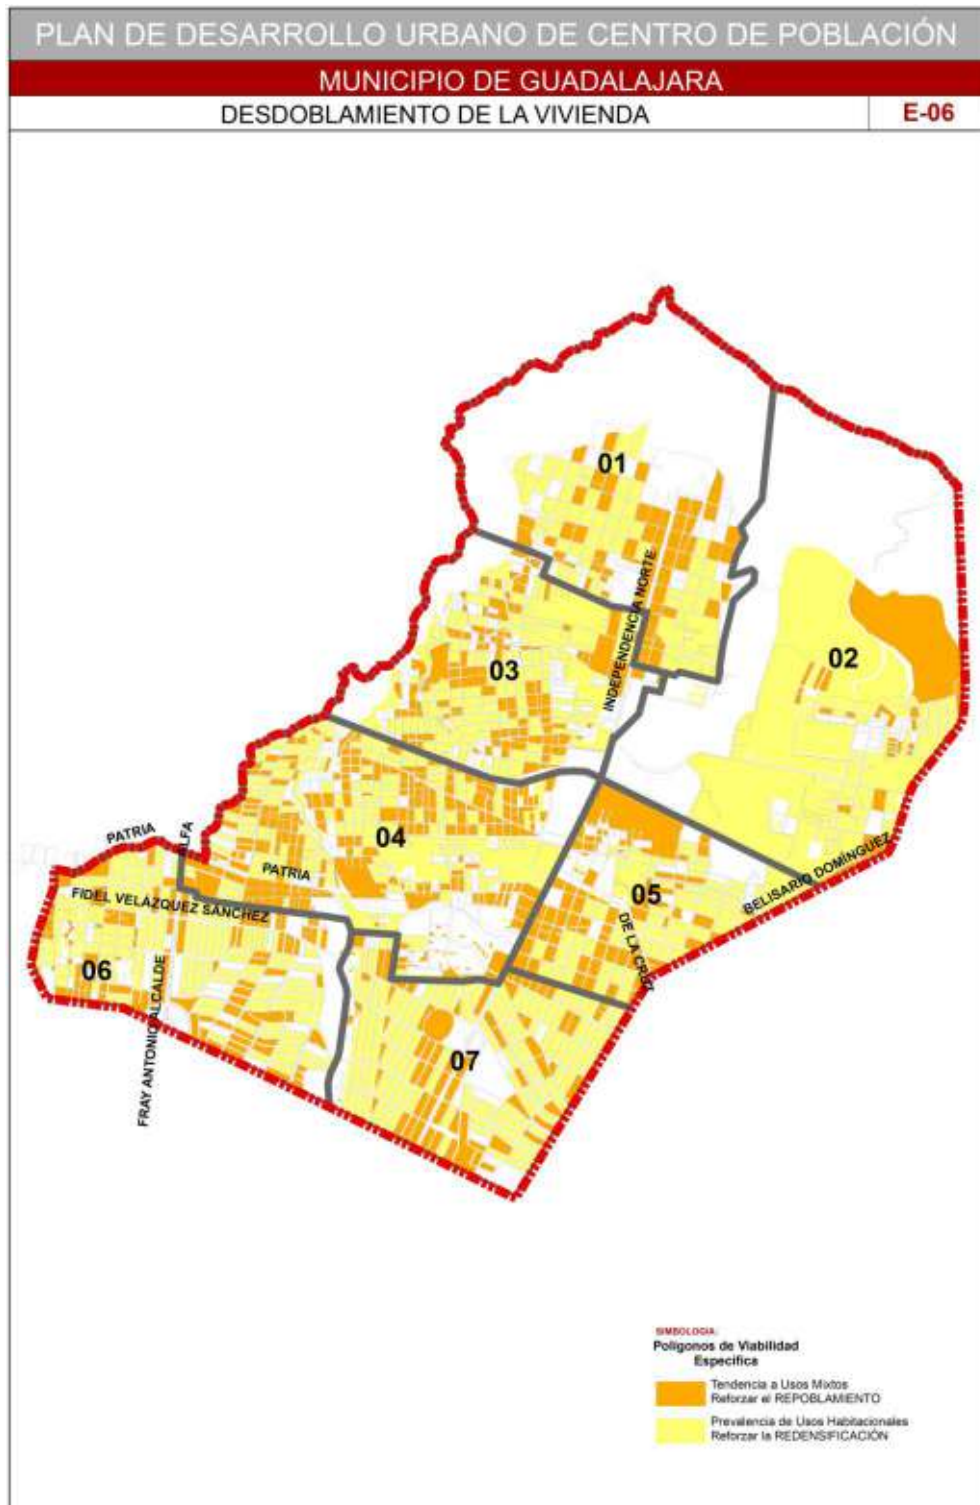 PLAN DE DESARROLLO URBANO DE CENTRO DE POBLACIÓN
MUNICIPIO DE GUADALAJARA
DESDOBLAMIENTO DE LA VIVIENDA
E-06
01
INDEPENDENCIA NORTE
02
03
04
PATRIA
ALFA
PATRIA
FIDEL VELÁZQUEZ SÁNCHEZ
05
DE LA CRUZ
BELISARIO DOMÍNGUEZ
06
FRAY ANTONIO ALCALDE
07
SIMBOLOGIA:
Polígonos de Viabilidad
Específica
Tendencia a Usos Mixtos
Reforzar el REPOBLAMIENTO
Prevalencia de Usos Habitacionales
Reforzar la REDENSIFICACIÓN